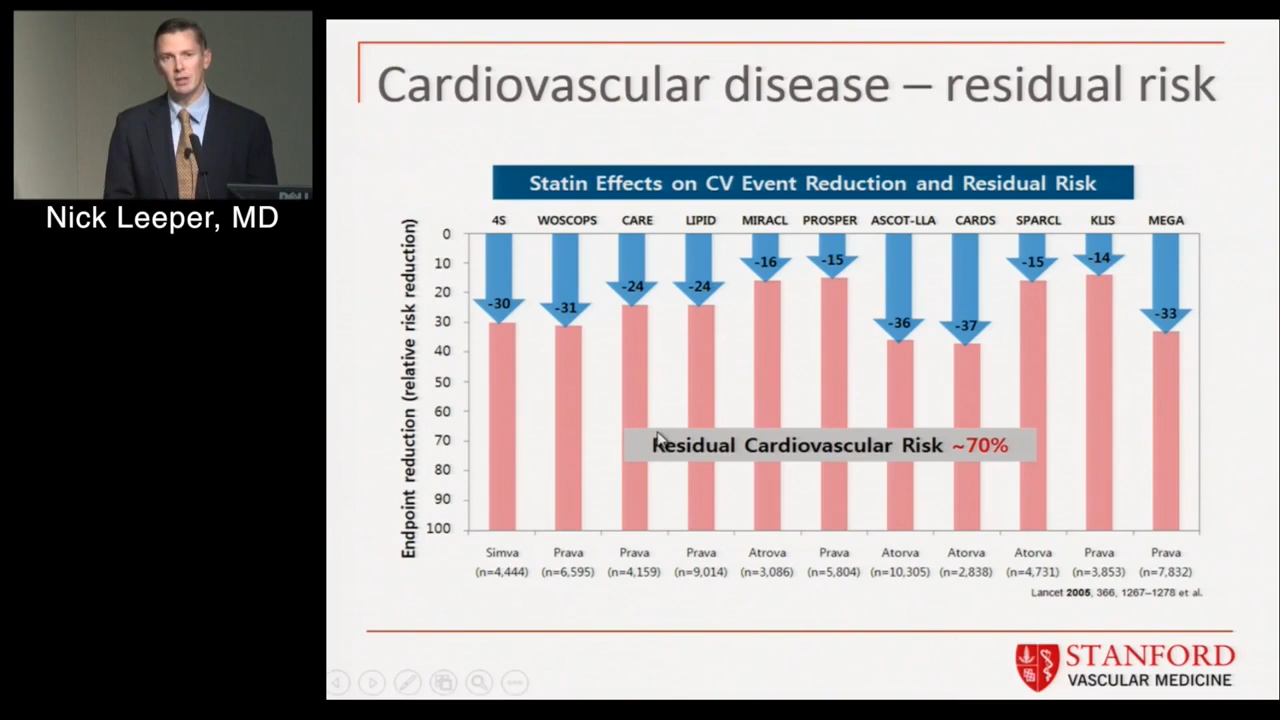 DELL
Nick Leeper, MD
Cardiovascular disease – residual risk
Statin Effects on CV Event Reduction and Residual Risk
Endpoint reduction (relative risk reduction)
4S WOSCOPS CARE LIPID MIRACL PROSPER ASCOT-LLA CARDS SPARCL KLIS MEGA
0
10
20
30
40
50
60
70
80
90
100
-30 -31 -24 -24 -16 -15 -36 -37 -15 -14 -33
Residual Cardiovascular Risk ~70%
Simva Prava Prava Prava Atrova Prava Atorva Atorva Atorva Prava Prava
(n=4,444) (n=6,595) (n=4,159) (n=9,014) (n=3,086) (n=5,804) (n=10,305) (n=2,838) (n=4,731) (n=3,853) (n=7,832)
Lancet 2005, 366, 1267–1278 et al.
STANFORD
VASCULAR MEDICINE